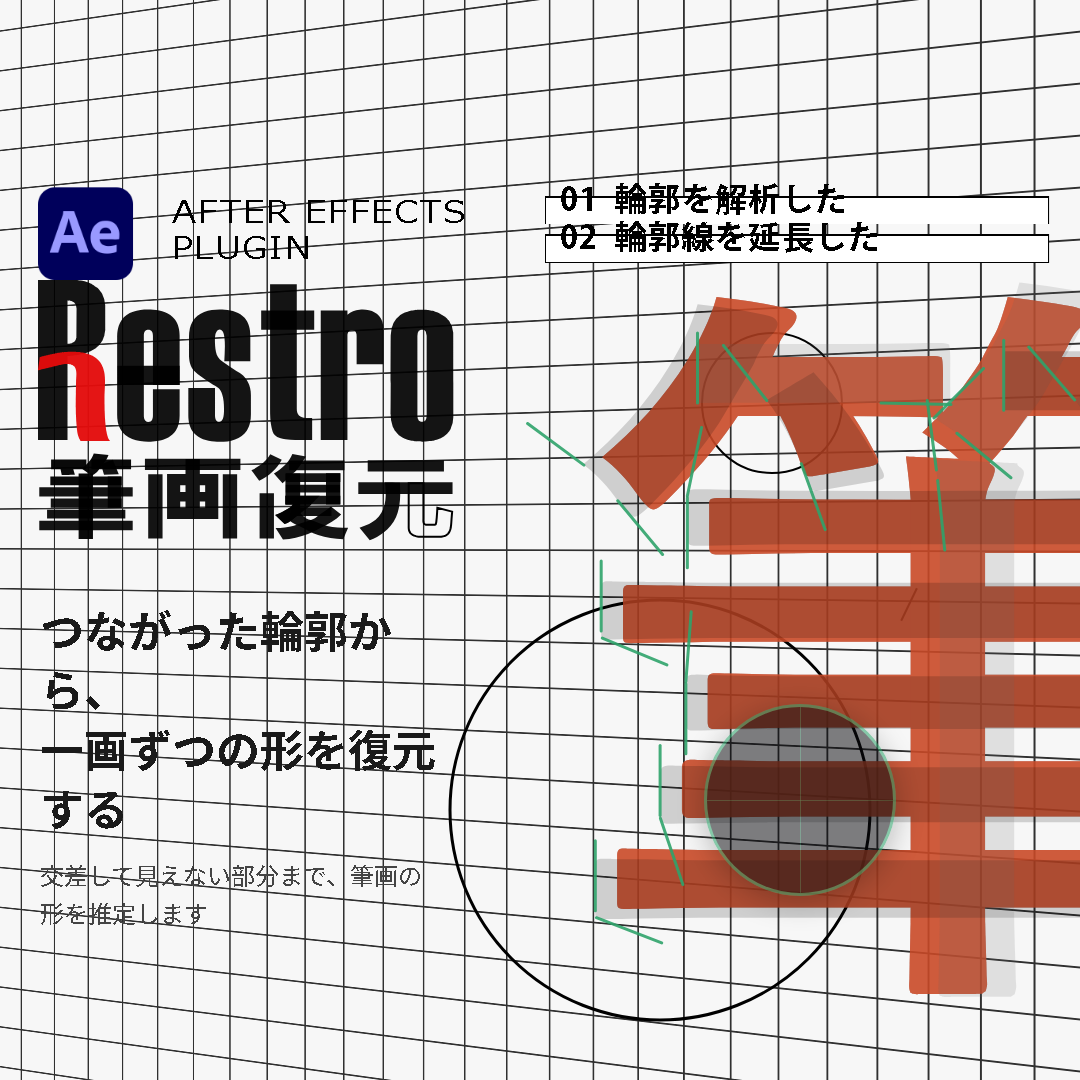 Ae
AFTER EFFECTS
PLUGIN
01 輪郭を解析した
02 輪郭線を延長した
Restro
筆画復元
つながった輪郭か
ら、
一画ずつの形を復元
する
交差して見えない部分まで、筆画の
形を推定します
筆